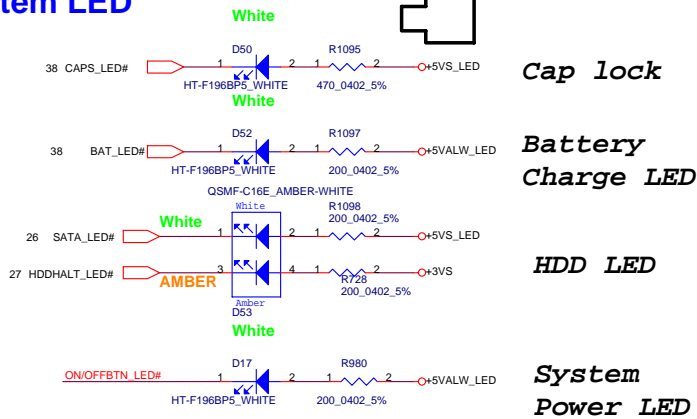 tem LED
White
D50 R1095
38 CAPS_LED# 1 2 1 2 +5VS_LED Cap lock
HT-F196BP5_WHITE 470_0402_5%
White
D52 R1097
38 BAT_LED# 1 2 1 2 +5VALW_LED Battery
HT-F196BP5_WHITE 200_0402_5% Charge LED
QSMF-C16E_AMBER-WHITE
White R1098
200_0402_5%
White
26 SATA_LED# 1 2 1 2 +5VS_LED
27 HDDHALT_LED# 3 4 1 2 +3VS HDD LED
AMBER R728
200_0402_5%
Amber
D53
White
D17 R980
ON/OFFBTN_LED# 1 2 1 2 +5VALW_LED System
HT-F196BP5_WHITE 200_0402_5% Power LED